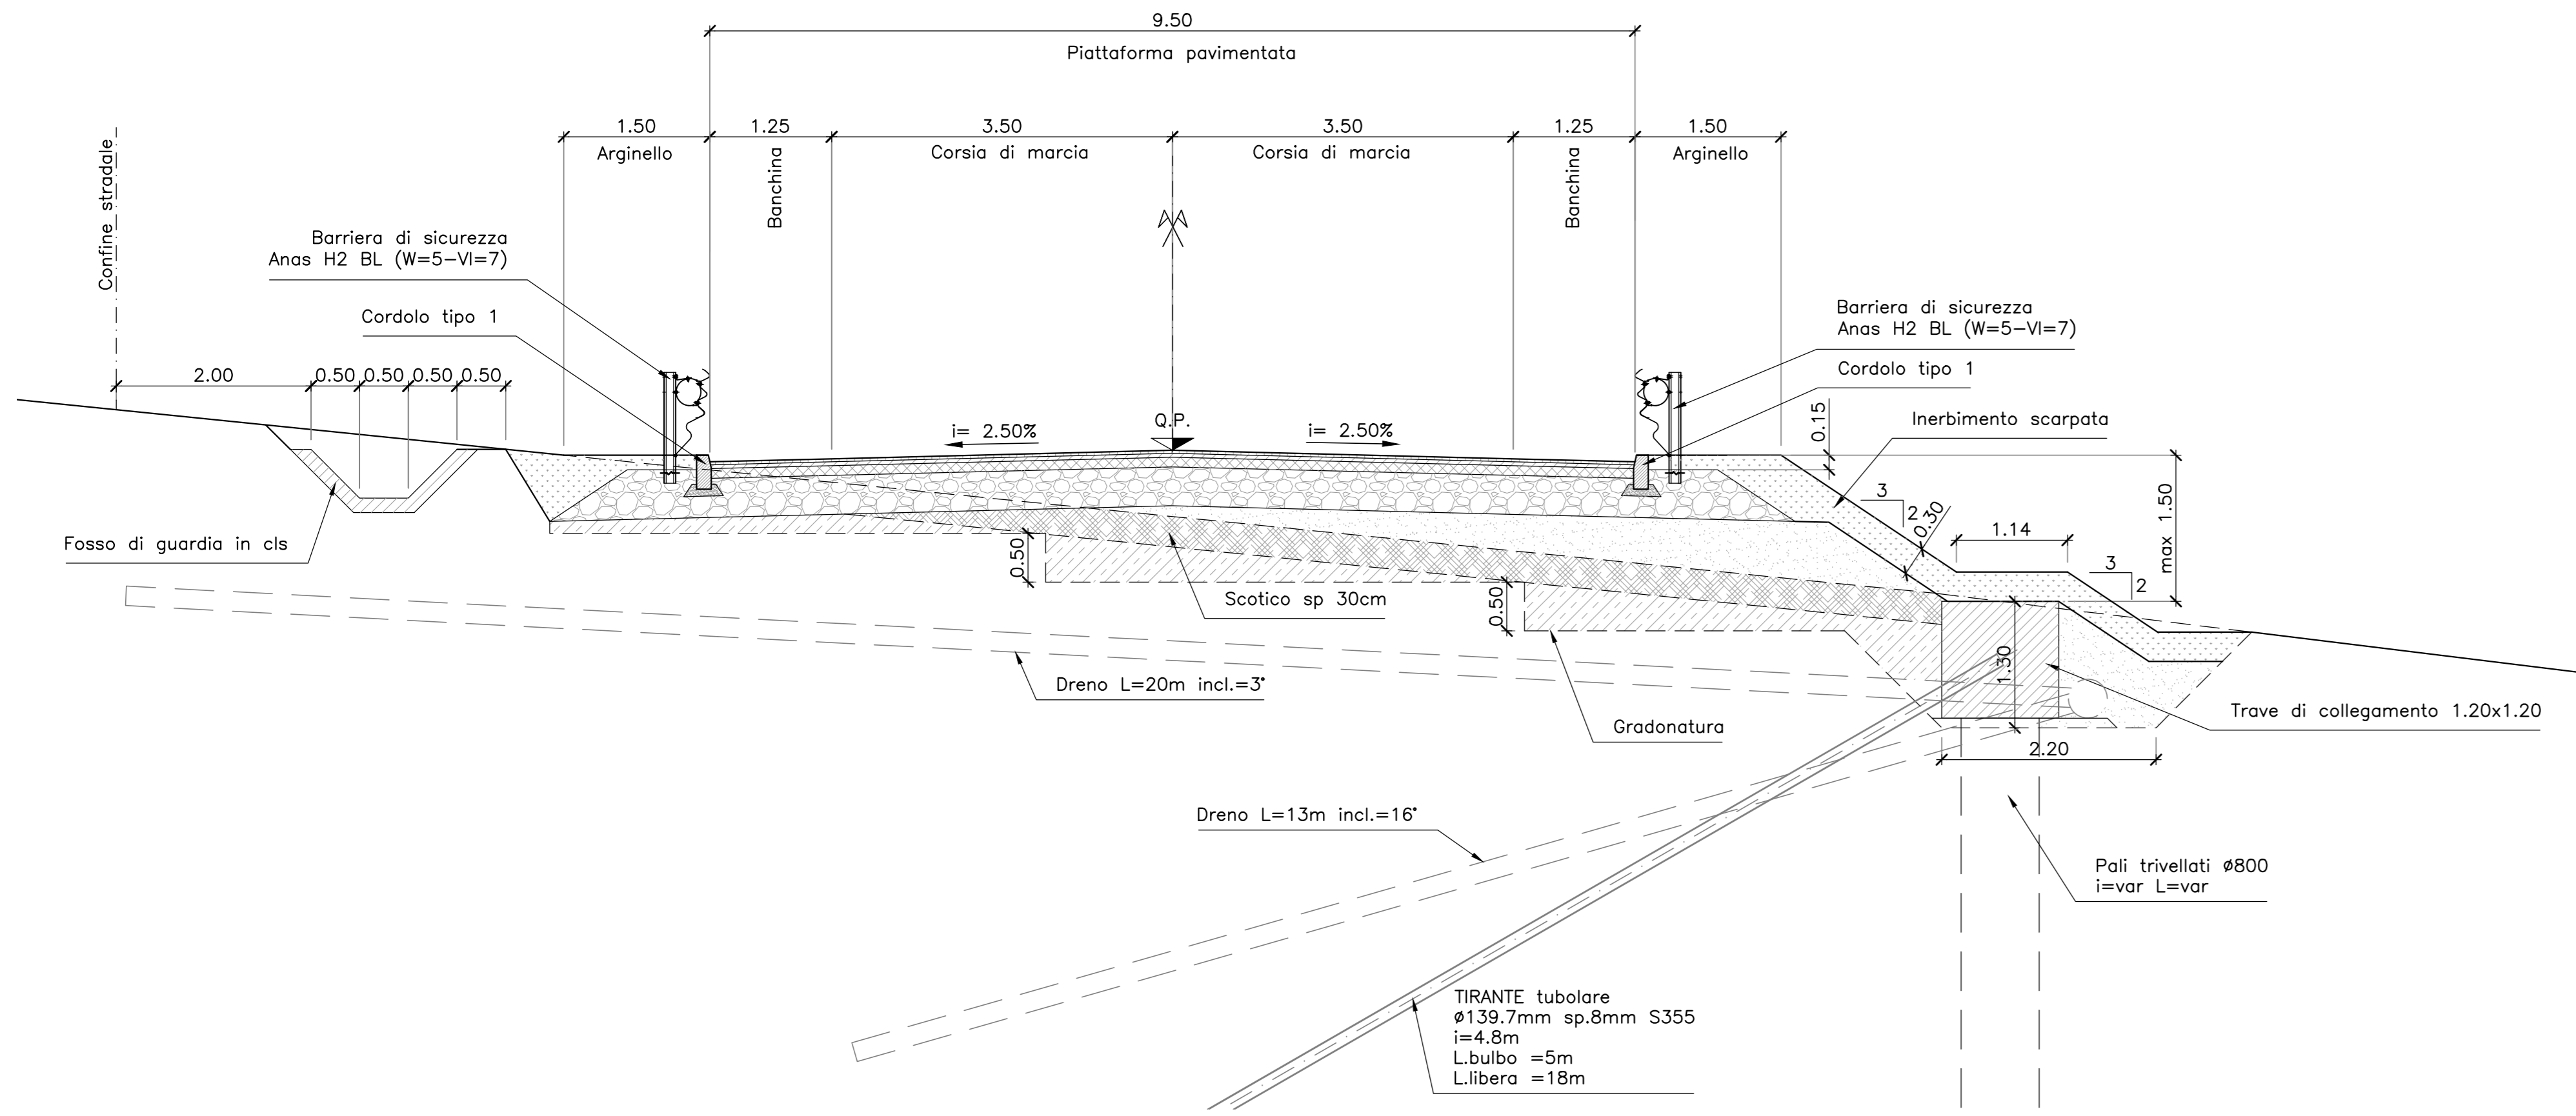 9.50
Piattaforma pavimentata
1.50
1.25
3.50
3.50
1.25
1.50
Arginello
Banchina
Corsia di marcia
Corsia di marcia
Banchina
Arginello
Confine stradale
Barriera di sicurezza
Anas H2 BL (W=5-VI=7)
Cordolo tipo 1
Barriera di sicurezza
Anas H2 BL (W=5-VI=7)
Cordolo tipo 1
2.00
0.50
0.50
0.50
0.50
Q.P.
i= 2.50%
i= 2.50%
0.15
Inerbimento scarpata
3
2
0.30
1.14
max 1.50
3
2
Fosso di guardia in cls
0.50
Scotico sp 30cm
0.50
Dreno L=20m incl.=3°
1.30
Gradonatura
Trave di collegamento 1.20x1.20
2.20
Dreno L=13m incl.=16°
Pali trivellati ø800
i=var L=var
TIRANTE tubolare
ø139.7mm sp.8mm S355
i=4.8m
L.bulbo =5m
L.libera =18m